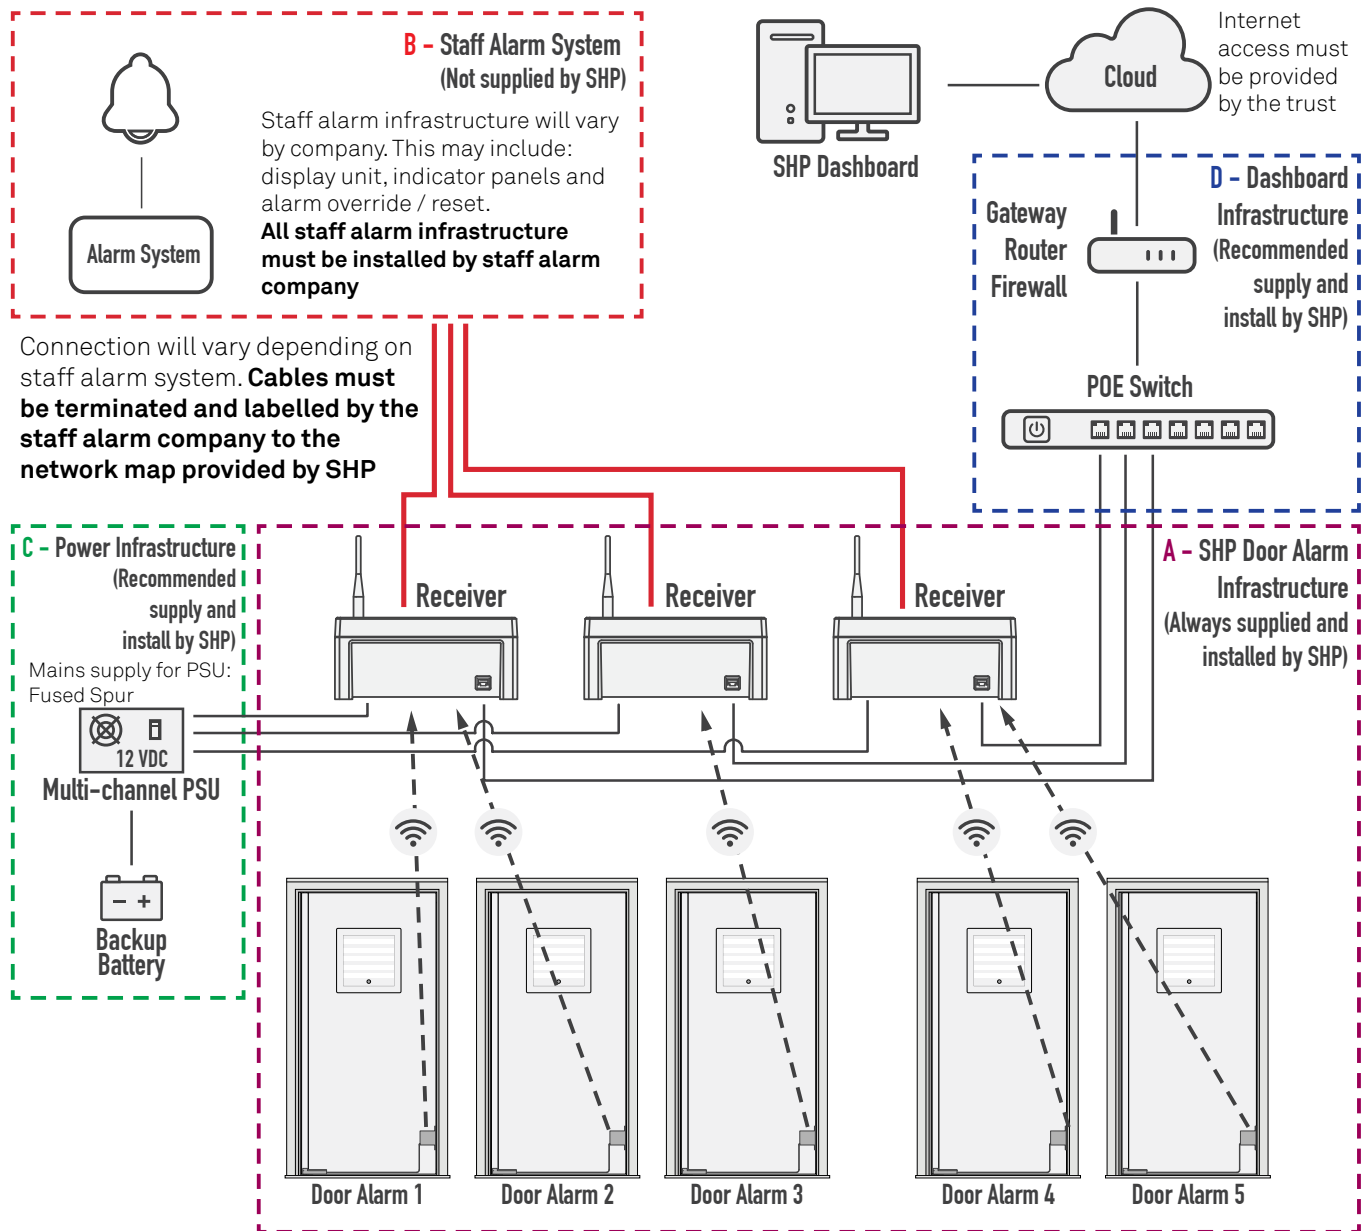 B – Staff Alarm System
(Not supplied by SHP)
Staff alarm infrastructure will vary
by company. This may include:
display unit, indicator panels and
alarm override / reset.
All staff alarm infrastructure
must be installed by staff alarm
company
Alarm System
Connection will vary depending on
staff alarm system. Cables must
be terminated and labelled by the
staff alarm company to the
network map provided by SHP
SHP Dashboard
Cloud
Internet
access must
be provided
by the trust
D – Dashboard
Infrastructure
(Recommended
supply and
install by SHP)
Gateway
Router
Firewall
POE Switch
C – Power Infrastructure
(Recommended
supply and
install by SHP)
Mains supply for PSU:
Fused Spur
12 VDC
Multi-channel PSU
– +
Backup
Battery
A – SHP Door Alarm
Infrastructure
(Always supplied and
installed by SHP)
Receiver
Receiver
Receiver
Door Alarm 1
Door Alarm 2
Door Alarm 3
Door Alarm 4
Door Alarm 5